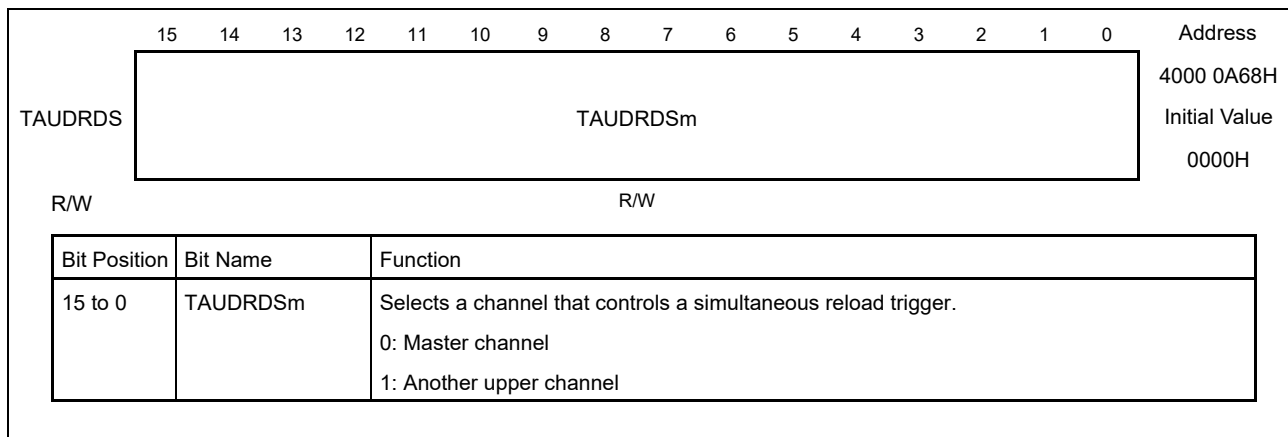 15 14 13 12 11 10 9 8 7 6 5 4 3 2 1 0 Address
4000 0A68H
TAUDRDS TAUDRDSm Initial Value
0000H
R/W R/W
Bit Position Bit Name Function
15 to 0 TAUDRDSm Selects a channel that controls a simultaneous reload trigger.
0: Master channel
1: Another upper channel